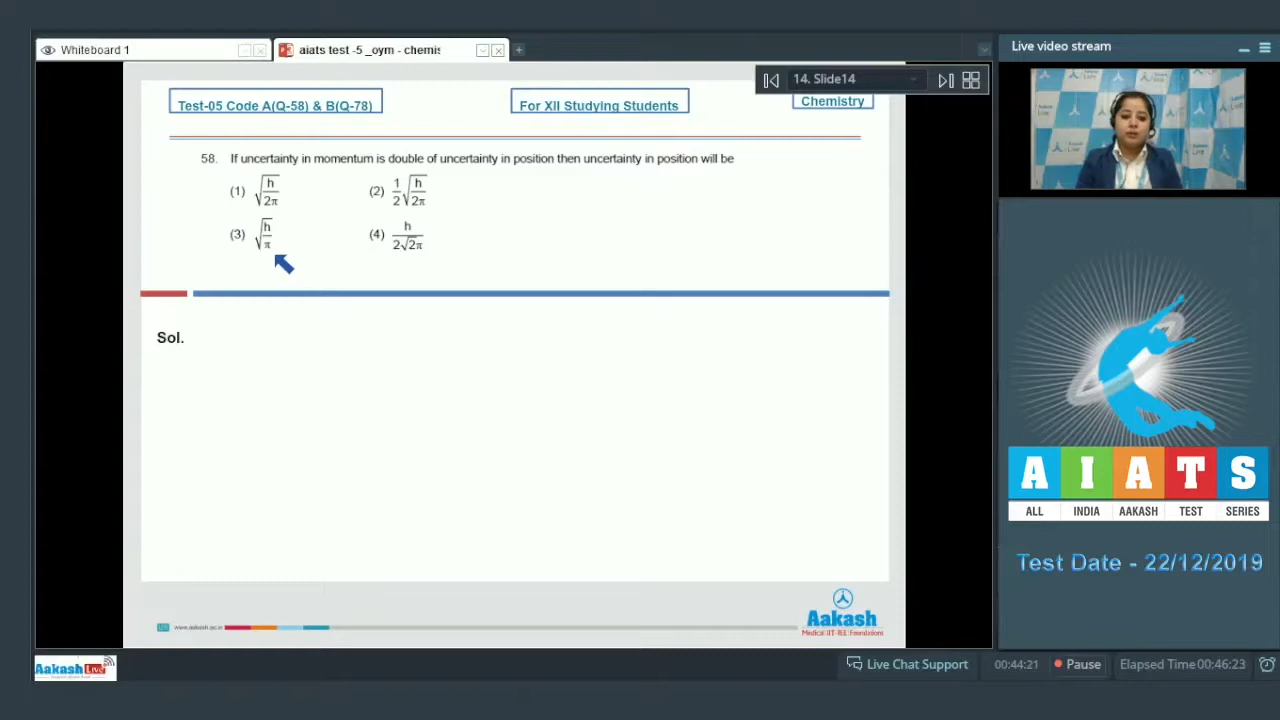 Whiteboard 1
aiats test -5 _oym - chemis
Live video stream
14. Slide14
Test-05 Code A(Q-58) & B(Q-78)
For XII Studying Students
Chemistry
58. If uncertainty in momentum is double of uncertainty in position then uncertainty in position will be
(1) √(h/2π) (2) 1/2 √(h/2π)
(3) √(h/π) (4) h/(2√2π)
Sol.
A I A T S
ALL INDIA AAKASH TEST SERIES
Test Date - 22/12/2019
www.aakash.ac.in
Aakash
Medical|IIT-JEE|Foundations
Aakash Live
Live Chat Support
00:44:21
Pause
Elapsed Time 00:46:23